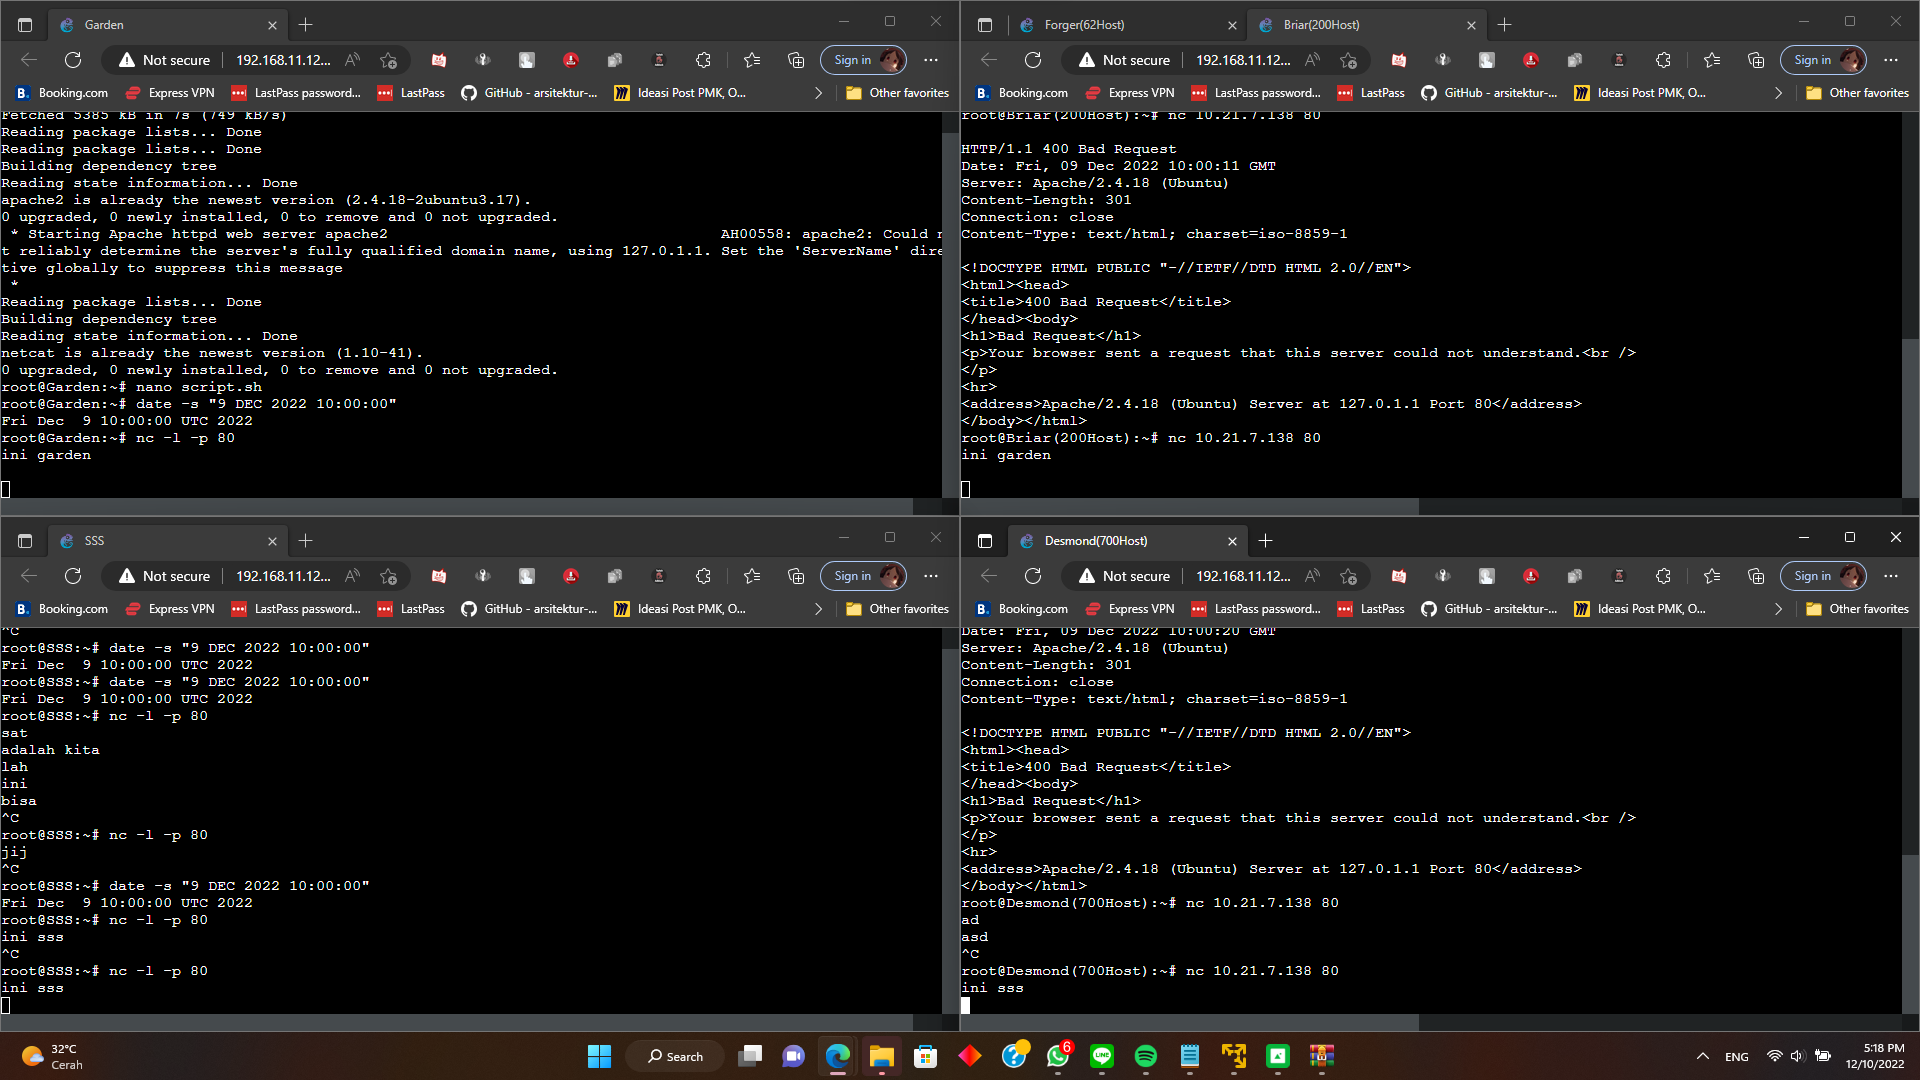 Garden
Not secure
192.168.11.12...
Sign in
Booking.com
Express VPN
LastPass password...
LastPass
GitHub - arsitektur-...
Ideasi Post PMK, O...
Other favorites
Fetched 5385 kB in 7s (749 kB/s)
Reading package lists... Done
Reading package lists... Done
Building dependency tree
Reading state information... Done
apache2 is already the newest version (2.4.18-2ubuntu3.17).
0 upgraded, 0 newly installed, 0 to remove and 0 not upgraded.
* Starting Apache httpd web server apache2 AH00558: apache2: Could n
t reliably determine the server's fully qualified domain name, using 127.0.1.1. Set the 'ServerName' dire
tive globally to suppress this message
*
Reading package lists... Done
Building dependency tree
Reading state information... Done
netcat is already the newest version (1.10-41).
0 upgraded, 0 newly installed, 0 to remove and 0 not upgraded.
root@Garden:~# nano script.sh
root@Garden:~# date -s "9 DEC 2022 10:00:00"
Fri Dec  9 10:00:00 UTC 2022
root@Garden:~# nc -l -p 80
ini garden
Forger(62Host)
Briar(200Host)
Not secure
192.168.11.12...
Sign in
Booking.com
Express VPN
LastPass password...
LastPass
GitHub - arsitektur-...
Ideasi Post PMK, O...
Other favorites
root@Briar(200Host):~# nc 10.21.7.138 80
HTTP/1.1 400 Bad Request
Date: Fri, 09 Dec 2022 10:00:11 GMT
Server: Apache/2.4.18 (Ubuntu)
Content-Length: 301
Connection: close
Content-Type: text/html; charset=iso-8859-1
<!DOCTYPE HTML PUBLIC "-//IETF//DTD HTML 2.0//EN">
<html><head>
<title>400 Bad Request</title>
</head><body>
<h1>Bad Request</h1>
<p>Your browser sent a request that this server could not understand.<br />
</p>
<hr>
<address>Apache/2.4.18 (Ubuntu) Server at 127.0.1.1 Port 80</address>
</body></html>
root@Briar(200Host):~# nc 10.21.7.138 80
ini garden
SSS
Not secure
192.168.11.12...
Sign in
Booking.com
Express VPN
LastPass password...
LastPass
GitHub - arsitektur-...
Ideasi Post PMK, O...
Other favorites
^C
root@SSS:~# date -s "9 DEC 2022 10:00:00"
Fri Dec  9 10:00:00 UTC 2022
root@SSS:~# date -s "9 DEC 2022 10:00:00"
Fri Dec  9 10:00:00 UTC 2022
root@SSS:~# nc -l -p 80
sat
adalah kita
lah
ini
bisa
^C
root@SSS:~# nc -l -p 80
jij
^C
root@SSS:~# date -s "9 DEC 2022 10:00:00"
Fri Dec  9 10:00:00 UTC 2022
root@SSS:~# nc -l -p 80
ini sss
^C
root@SSS:~# nc -l -p 80
ini sss
Desmond(700Host)
Not secure
192.168.11.12...
Sign in
Booking.com
Express VPN
LastPass password...
LastPass
GitHub - arsitektur-...
Ideasi Post PMK, O...
Other favorites
Date: Fri, 09 Dec 2022 10:00:20 GMT
Server: Apache/2.4.18 (Ubuntu)
Content-Length: 301
Connection: close
Content-Type: text/html; charset=iso-8859-1
<!DOCTYPE HTML PUBLIC "-//IETF//DTD HTML 2.0//EN">
<html><head>
<title>400 Bad Request</title>
</head><body>
<h1>Bad Request</h1>
<p>Your browser sent a request that this server could not understand.<br />
</p>
<hr>
<address>Apache/2.4.18 (Ubuntu) Server at 127.0.1.1 Port 80</address>
</body></html>
root@Desmond(700Host):~# nc 10.21.7.138 80
ad
asd
^C
root@Desmond(700Host):~# nc 10.21.7.138 80
ini sss
32°C
Cerah
Search
6
ENG
5:18 PM
12/10/2022